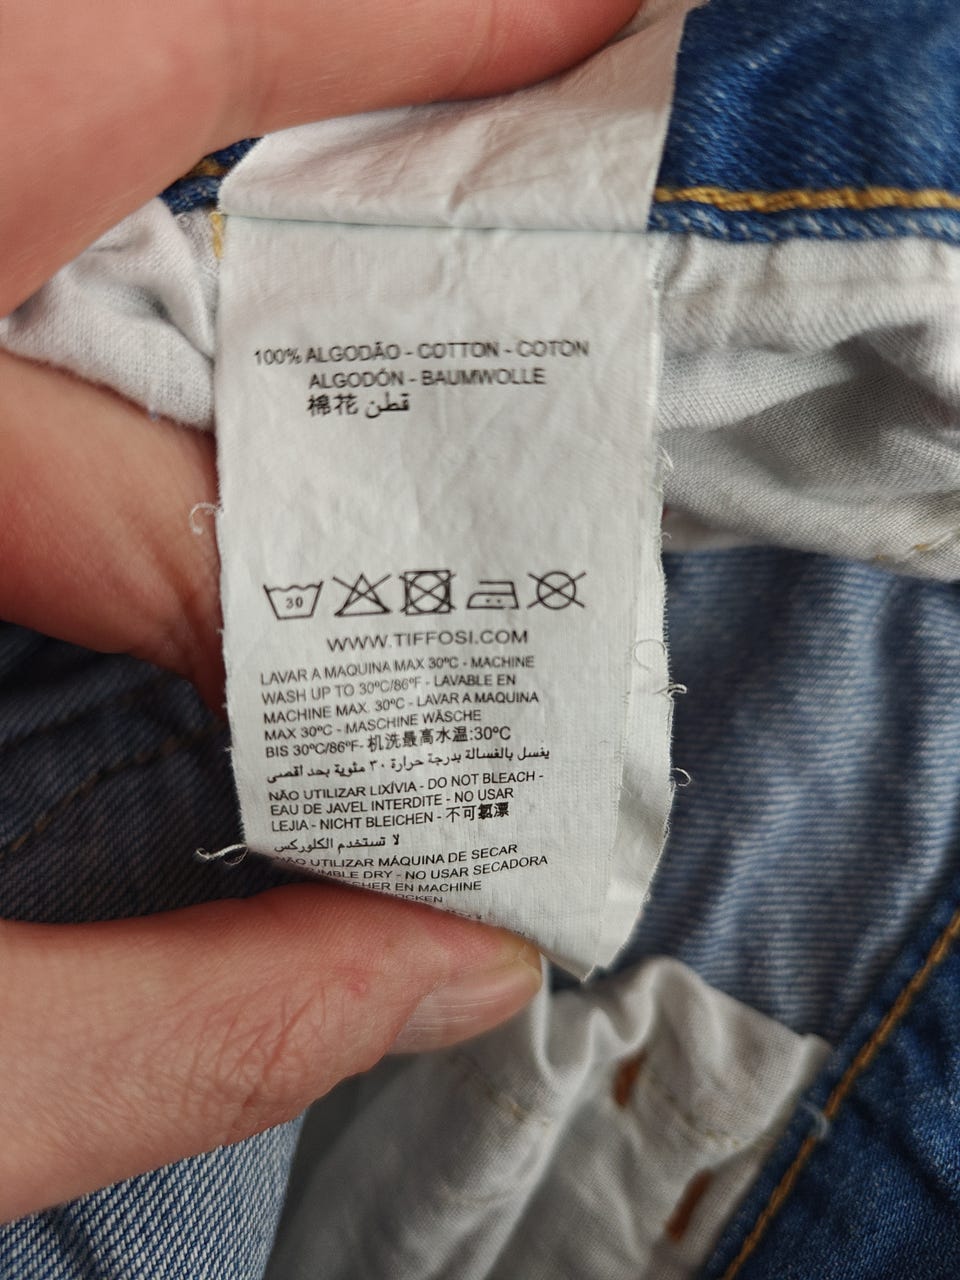 100% ALGODÃO - COTTON - COTON
ALGODÓN - BAUMWOLLE
棉花 قطن
30
WWW.TIFFOSI.COM
LAVAR A MAQUINA MAX 30ºC - MACHINE
WASH UP TO 30ºC/86ºF - LAVABLE EN
MACHINE MAX. 30ºC - LAVAR A MAQUINA
MAX 30ºC - MASCHINE WÄSCHE
BIS 30ºC/86ºF- 机洗最高水温:30ºC
يغسل بالغسالة بدرجة حرارة ٣٠ مئوية بحد اقصى
NÃO UTILIZAR LIXÍVIA - DO NOT BLEACH -
EAU DE JAVEL INTERDITE - NO USAR
LEJIA - NICHT BLEICHEN - 不可氯漂
لا تستخدم الكلوركس
NÃO UTILIZAR MÁQUINA DE SECAR
DRY - NO USAR SECADORA
EN MACHINE